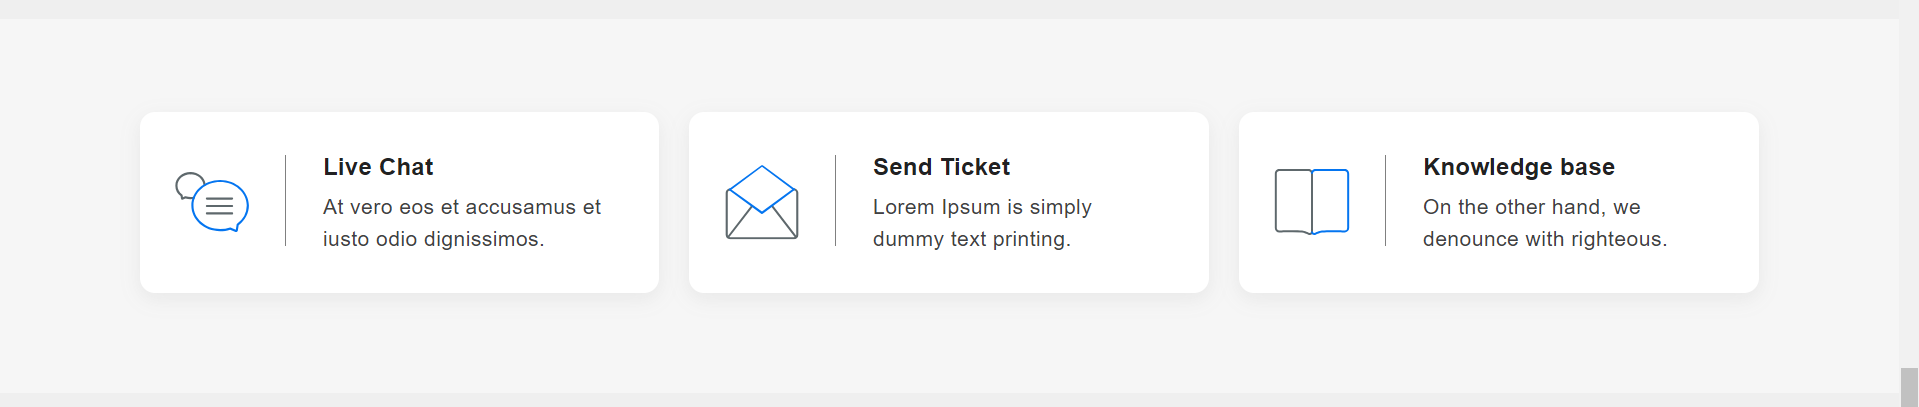 Live Chat
At vero eos et accusamus et
iusto odio dignissimos.
Send Ticket
Lorem Ipsum is simply
dummy text printing.
Knowledge base
On the other hand, we
denounce with righteous.